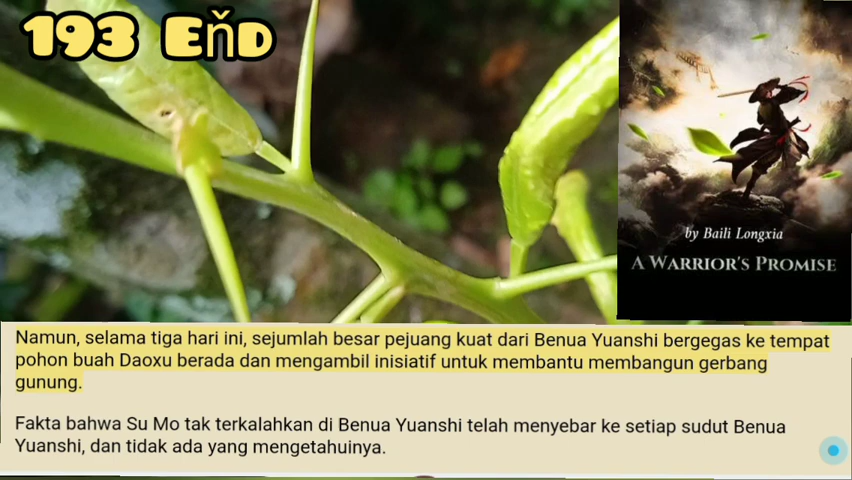 193 Eňd
by Baili Longxia
A Warrior's Promise
Namun, selama tiga hari ini, sejumlah besar pejuang kuat dari Benua Yuanshi bergegas ke tempat
pohon buah Daoxu berada dan mengambil inisiatif untuk membantu membangun gerbang
gunung.
Fakta bahwa Su Mo tak terkalahkan di Benua Yuanshi telah menyebar ke setiap sudut Benua
Yuanshi, dan tidak ada yang mengetahuinya.